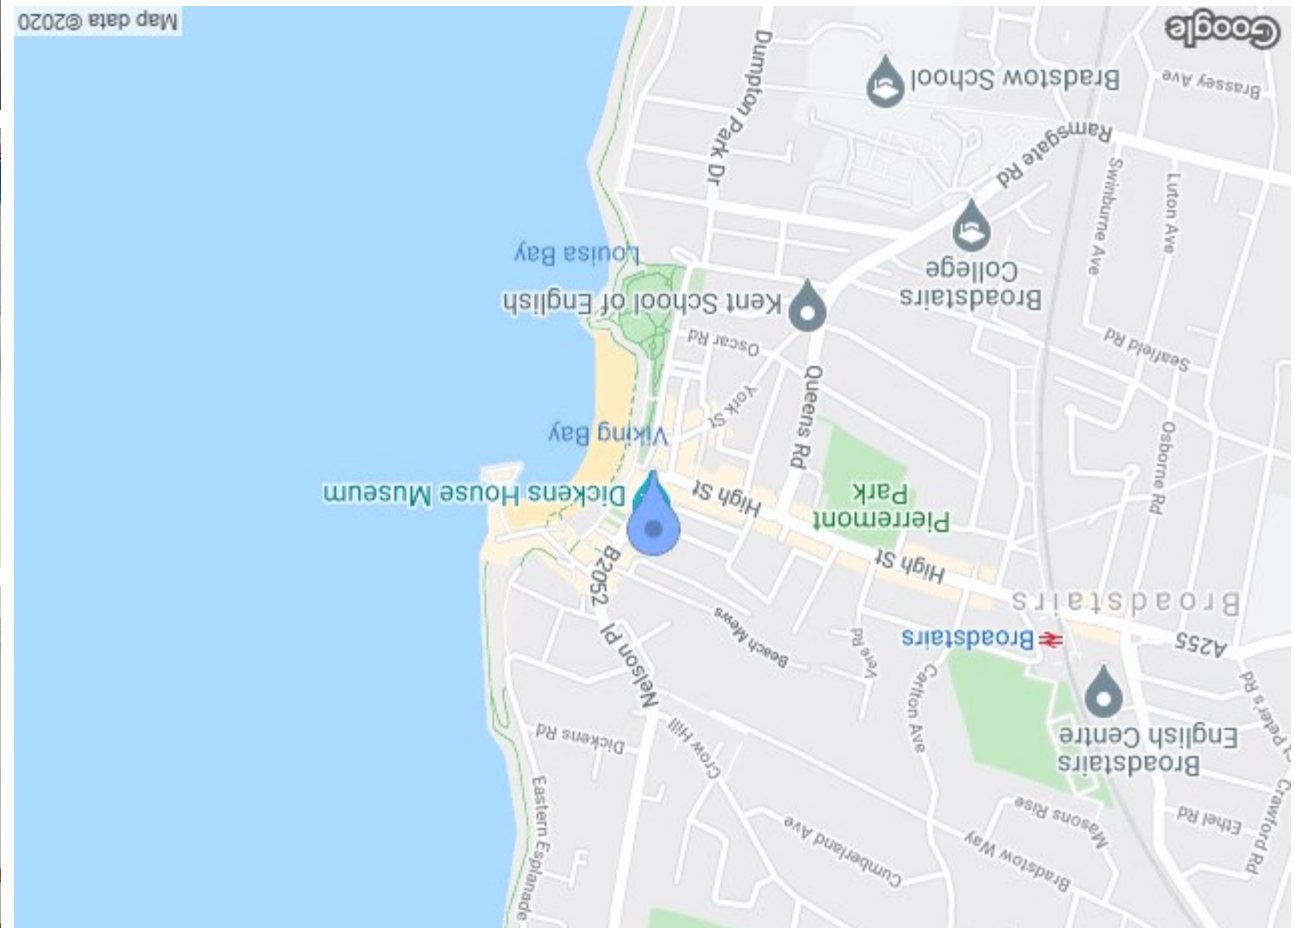 Eastern Esplanade
Bradstow Way
Cumberland Ave
Crawford Rd
Ethel Rd
Masons Rise
Broadstairs
English Centre
Crow Hill
Dickens Rd
St Peter's Rd
Carlton Ave
Nelson Pl
A255
Broadstairs
Vere Rd
Beach Mews
Broadstairs
B2052
High St
Pierremont
Park
High St
Dickens House Museum
Osborne Rd
Viking Bay
Queens Rd
York St
Seafield Rd
Oscar Rd
Broadstairs
College
Kent School of English
Louisa Bay
Swinburne Ave
Luton Ave
Ramsgate Rd
Dumpton Park Dr
Brassey Ave
Bradstow School
Google
Map data ©2020